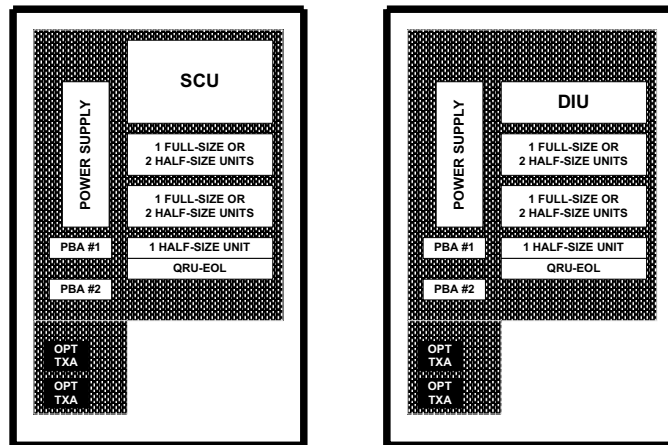 SCU
POWER SUPPLY
1 FULL-SIZE OR
2 HALF-SIZE UNITS
1 FULL-SIZE OR
2 HALF-SIZE UNITS
PBA #1
1 HALF-SIZE UNIT
QRU-EOL
PBA #2
OPT
TXA
OPT
TXA
DIU
POWER SUPPLY
1 FULL-SIZE OR
2 HALF-SIZE UNITS
1 FULL-SIZE OR
2 HALF-SIZE UNITS
PBA #1
1 HALF-SIZE UNIT
QRU-EOL
PBA #2
OPT
TXA
OPT
TXA